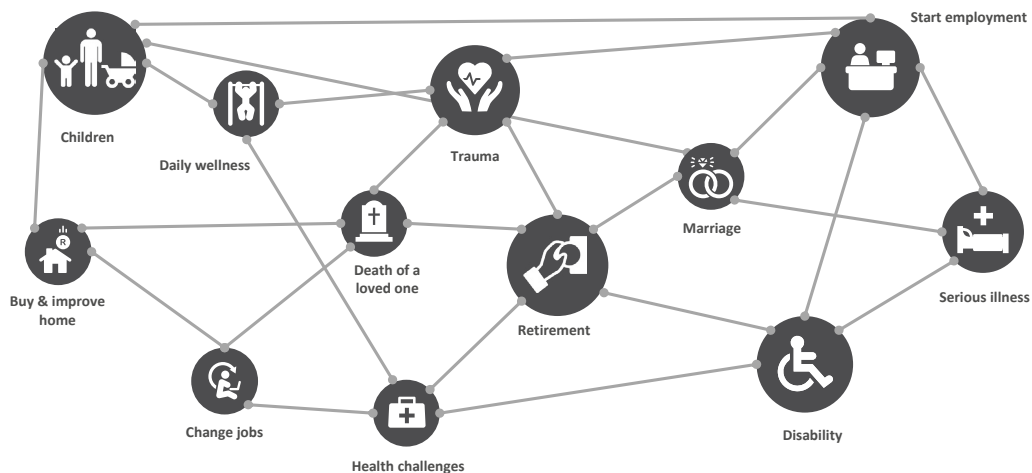 Start employment
Children
Daily wellness
Trauma
Marriage
R
Death of a
loved one
Buy & improve
home
Serious illness
Retirement
Change jobs
Disability
Health challenges